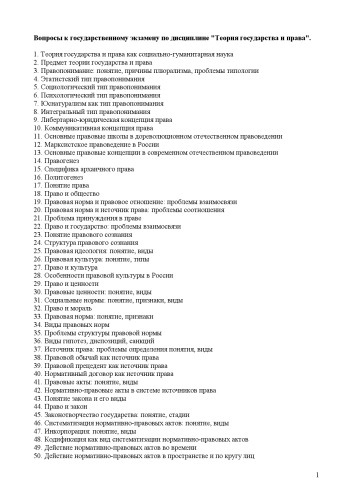 Вопросы к государственному экзамену по дисциплине "Теория государства и права".
1. Теория государства и права как социально-гуманитарная наука
2. Предмет теории государства и права
3. Правопонимание: понятие, причины плюрализма, проблемы типологии
4. Этатистский тип правопонимания
5. Социологический тип правопонимания
6. Психологический тип правопонимания
7. Юснатурализм как тип правопонимания
8. Интегральный тип правопонимания
9. Либертарно-юридическая концепция права
10. Коммуникативная концепция права
11. Основные правовые школы в дореволюционном отечественном правоведении
12. Марксистское правоведение в России
13. Основные правовые концепции в современном отечественном правоведении
14. Правогенез
15. Специфика архаичного права
16. Политогенез
17. Понятие права
18. Право и общество
19. Правовая норма и правовое отношение: проблемы взаимосвязи
20. Правовая норма и источник права: проблемы соотношения
21. Проблема принуждения в праве
22. Право и государство: проблемы взаимосвязи
23. Понятие правового сознания
24. Структура правового сознания
25. Правовая идеология: понятие, виды
26. Правовая культура: понятие, типы
27. Право и культура
28. Особенности правовой культуры в России
29. Право и ценности
30. Правовые ценности: понятие, виды
31. Социальные нормы: понятие, признаки, виды
32. Право и мораль
33. Правовая норма: понятие, признаки
34. Виды правовых норм
35. Проблемы структуры правовой нормы
36. Виды гипотез, диспозиций, санкций
37. Источник права: проблемы определения понятия, виды
38. Правовой обычай как источник права
39. Правовой прецедент как источник права
40. Нормативный договор как источник права
41. Правовые акты: понятие, виды
42. Нормативно-правовые акты в системе источников права
43. Понятие закона и его виды
44. Право и закон
45. Законотворчество государства: понятие, стадии
46. Систематизация нормативно-правовых актов: понятие, виды
47. Инкорпорация: понятие, виды
48. Кодификация как вид систематизации нормативно-правовых актов
49. Действие нормативно-правовых актов во времени
50. Действие нормативно-правовых актов в пространстве и по кругу лиц
1